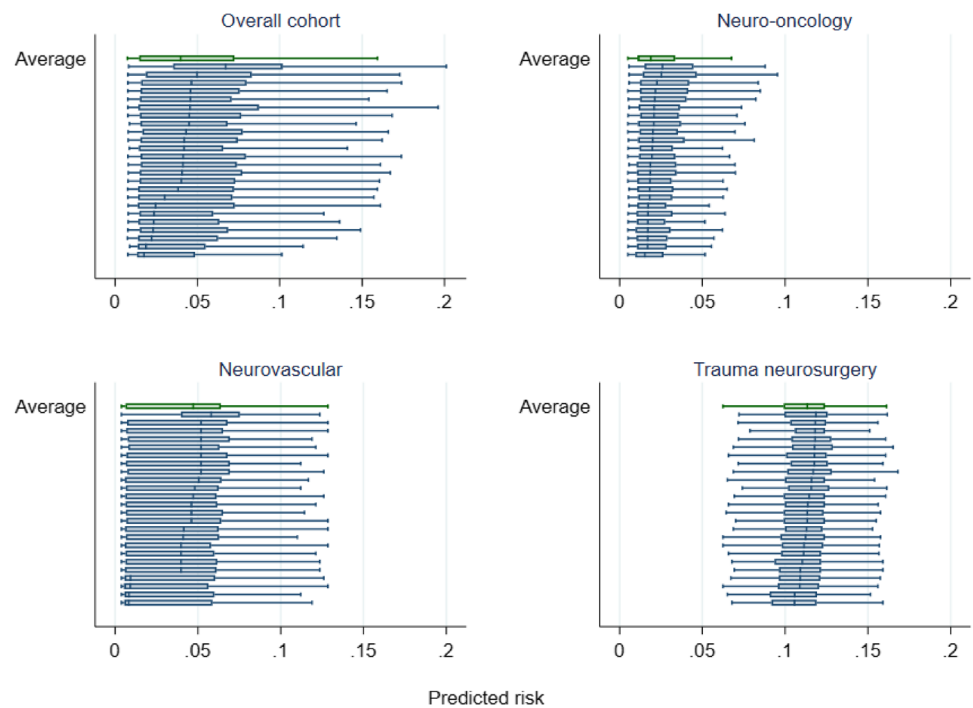 Overall cohort
Average
0 .05 .1 .15 .2
Neuro-oncology
Average
0 .05 .1 .15 .2
Neurovascular
Average
0 .05 .1 .15 .2
Trauma neurosurgery
Average
0 .05 .1 .15 .2
Predicted risk